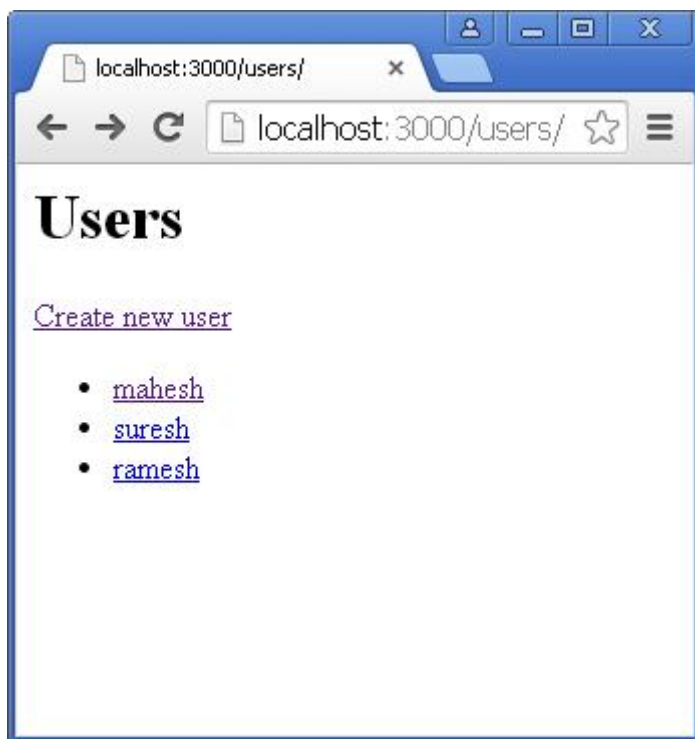 localhost:3000/users/
localhost:3000/users/
Users
Create new user
mahesh
suresh
ramesh